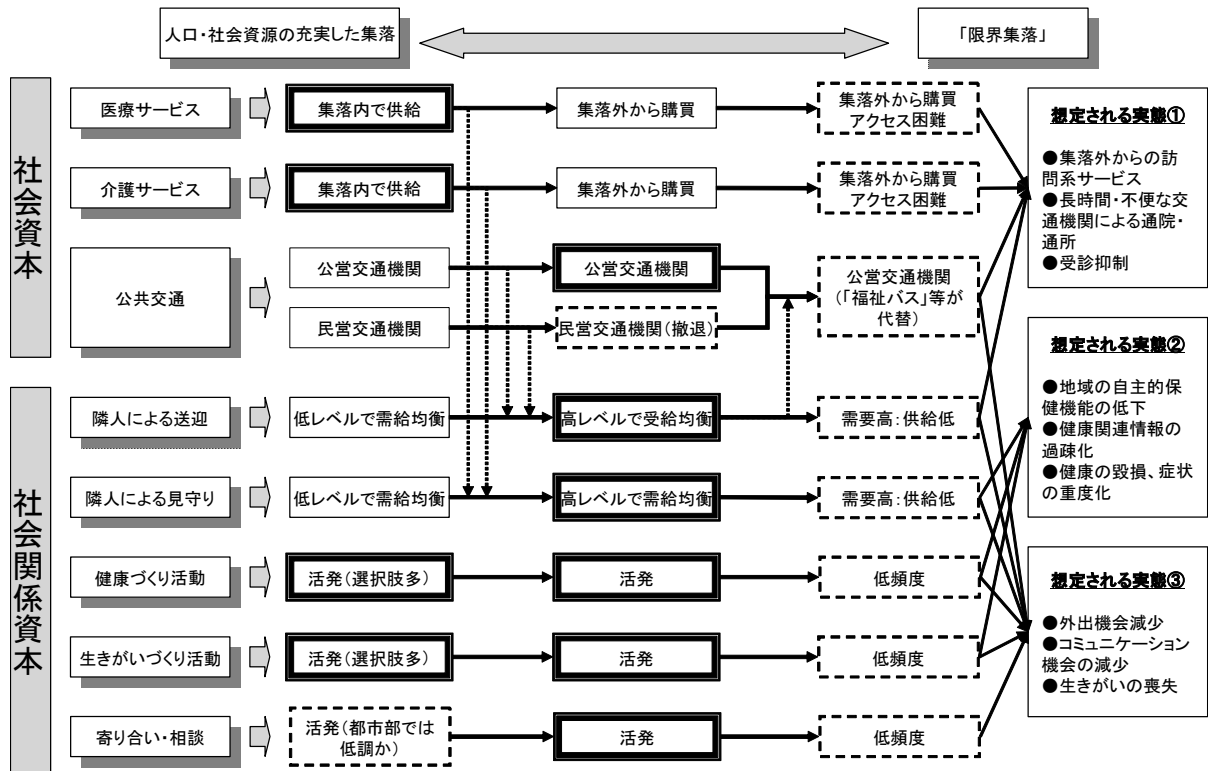 人口・社会資源の充実した集落
「限界集落」
社会資本
医療サービス
集落内で供給
集落外から購買
集落外から購買
アクセス困難
介護サービス
集落内で供給
集落外から購買
集落外から購買
アクセス困難
公共交通
公営交通機関
公営交通機関
民営交通機関
民営交通機関(撤退)
公営交通機関
(「福祉バス」等が
代替)
社会関係資本
隣人による送迎
低レベルで需給均衡
高レベルで受給均衡
需要高:供給低
隣人による見守り
低レベルで需給均衡
高レベルで需給均衡
需要高:供給低
健康づくり活動
活発(選択肢多)
活発
低頻度
生きがいづくり活動
活発(選択肢多)
活発
低頻度
寄り合い・相談
活発(都市部では
低調か)
活発
低頻度
想定される実態①
●集落外からの訪
問系サービス
●長時間・不便な交
通機関による通院・
通所
●受診抑制
想定される実態②
●地域の自主的保
健機能の低下
●健康関連情報の
過疎化
●健康の毀損、症状
の重度化
想定される実態③
●外出機会減少
●コミュニケーション
機会の減少
●生きがいの喪失